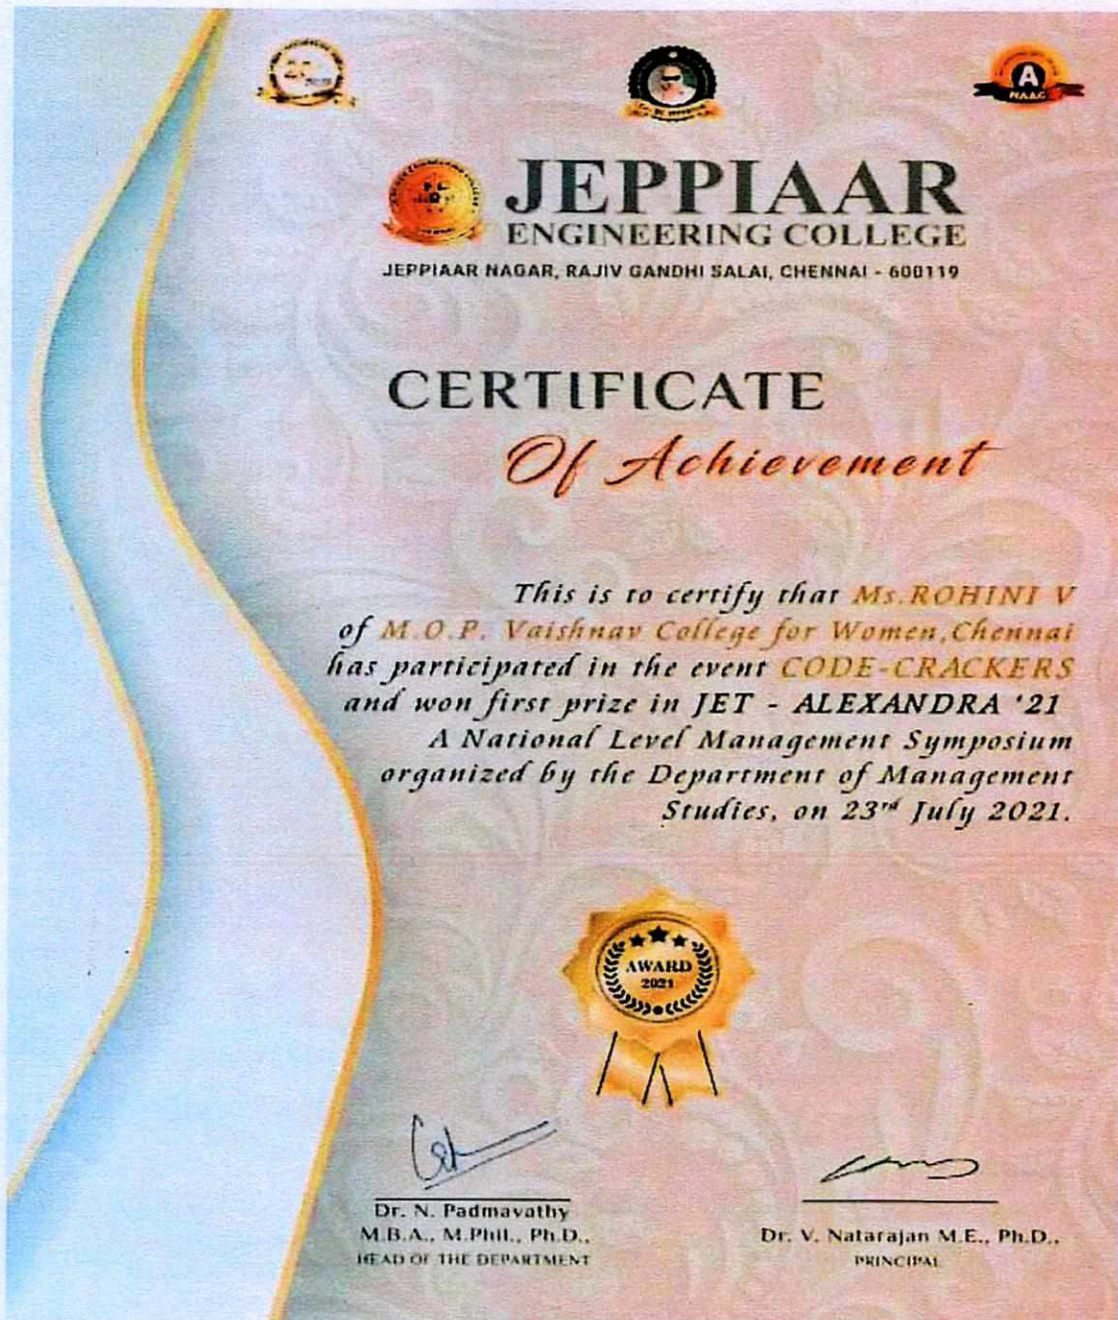 A
NAAC
JEPPIAAR
ENGINEERING COLLEGE
JEPPIAAR NAGAR, RAJIV GANDHI SALAI, CHENNAI - 600119
CERTIFICATE
Of Achievement
This is to certify that Ms.ROHINI V
of M.O.P. Vaishnav College for Women,Chennai
has participated in the event CODE-CRACKERS
and won first prize in JET - ALEXANDRA '21
A National Level Management Symposium
organized by the Department of Management
Studies, on 23rd July 2021.
AWARD
2021
Dr. N. Padmavathy
M.B.A., M.Phil., Ph.D.,
HEAD OF THE DEPARTMENT
Dr. V. Natarajan M.E., Ph.D.,
PRINCIPAL